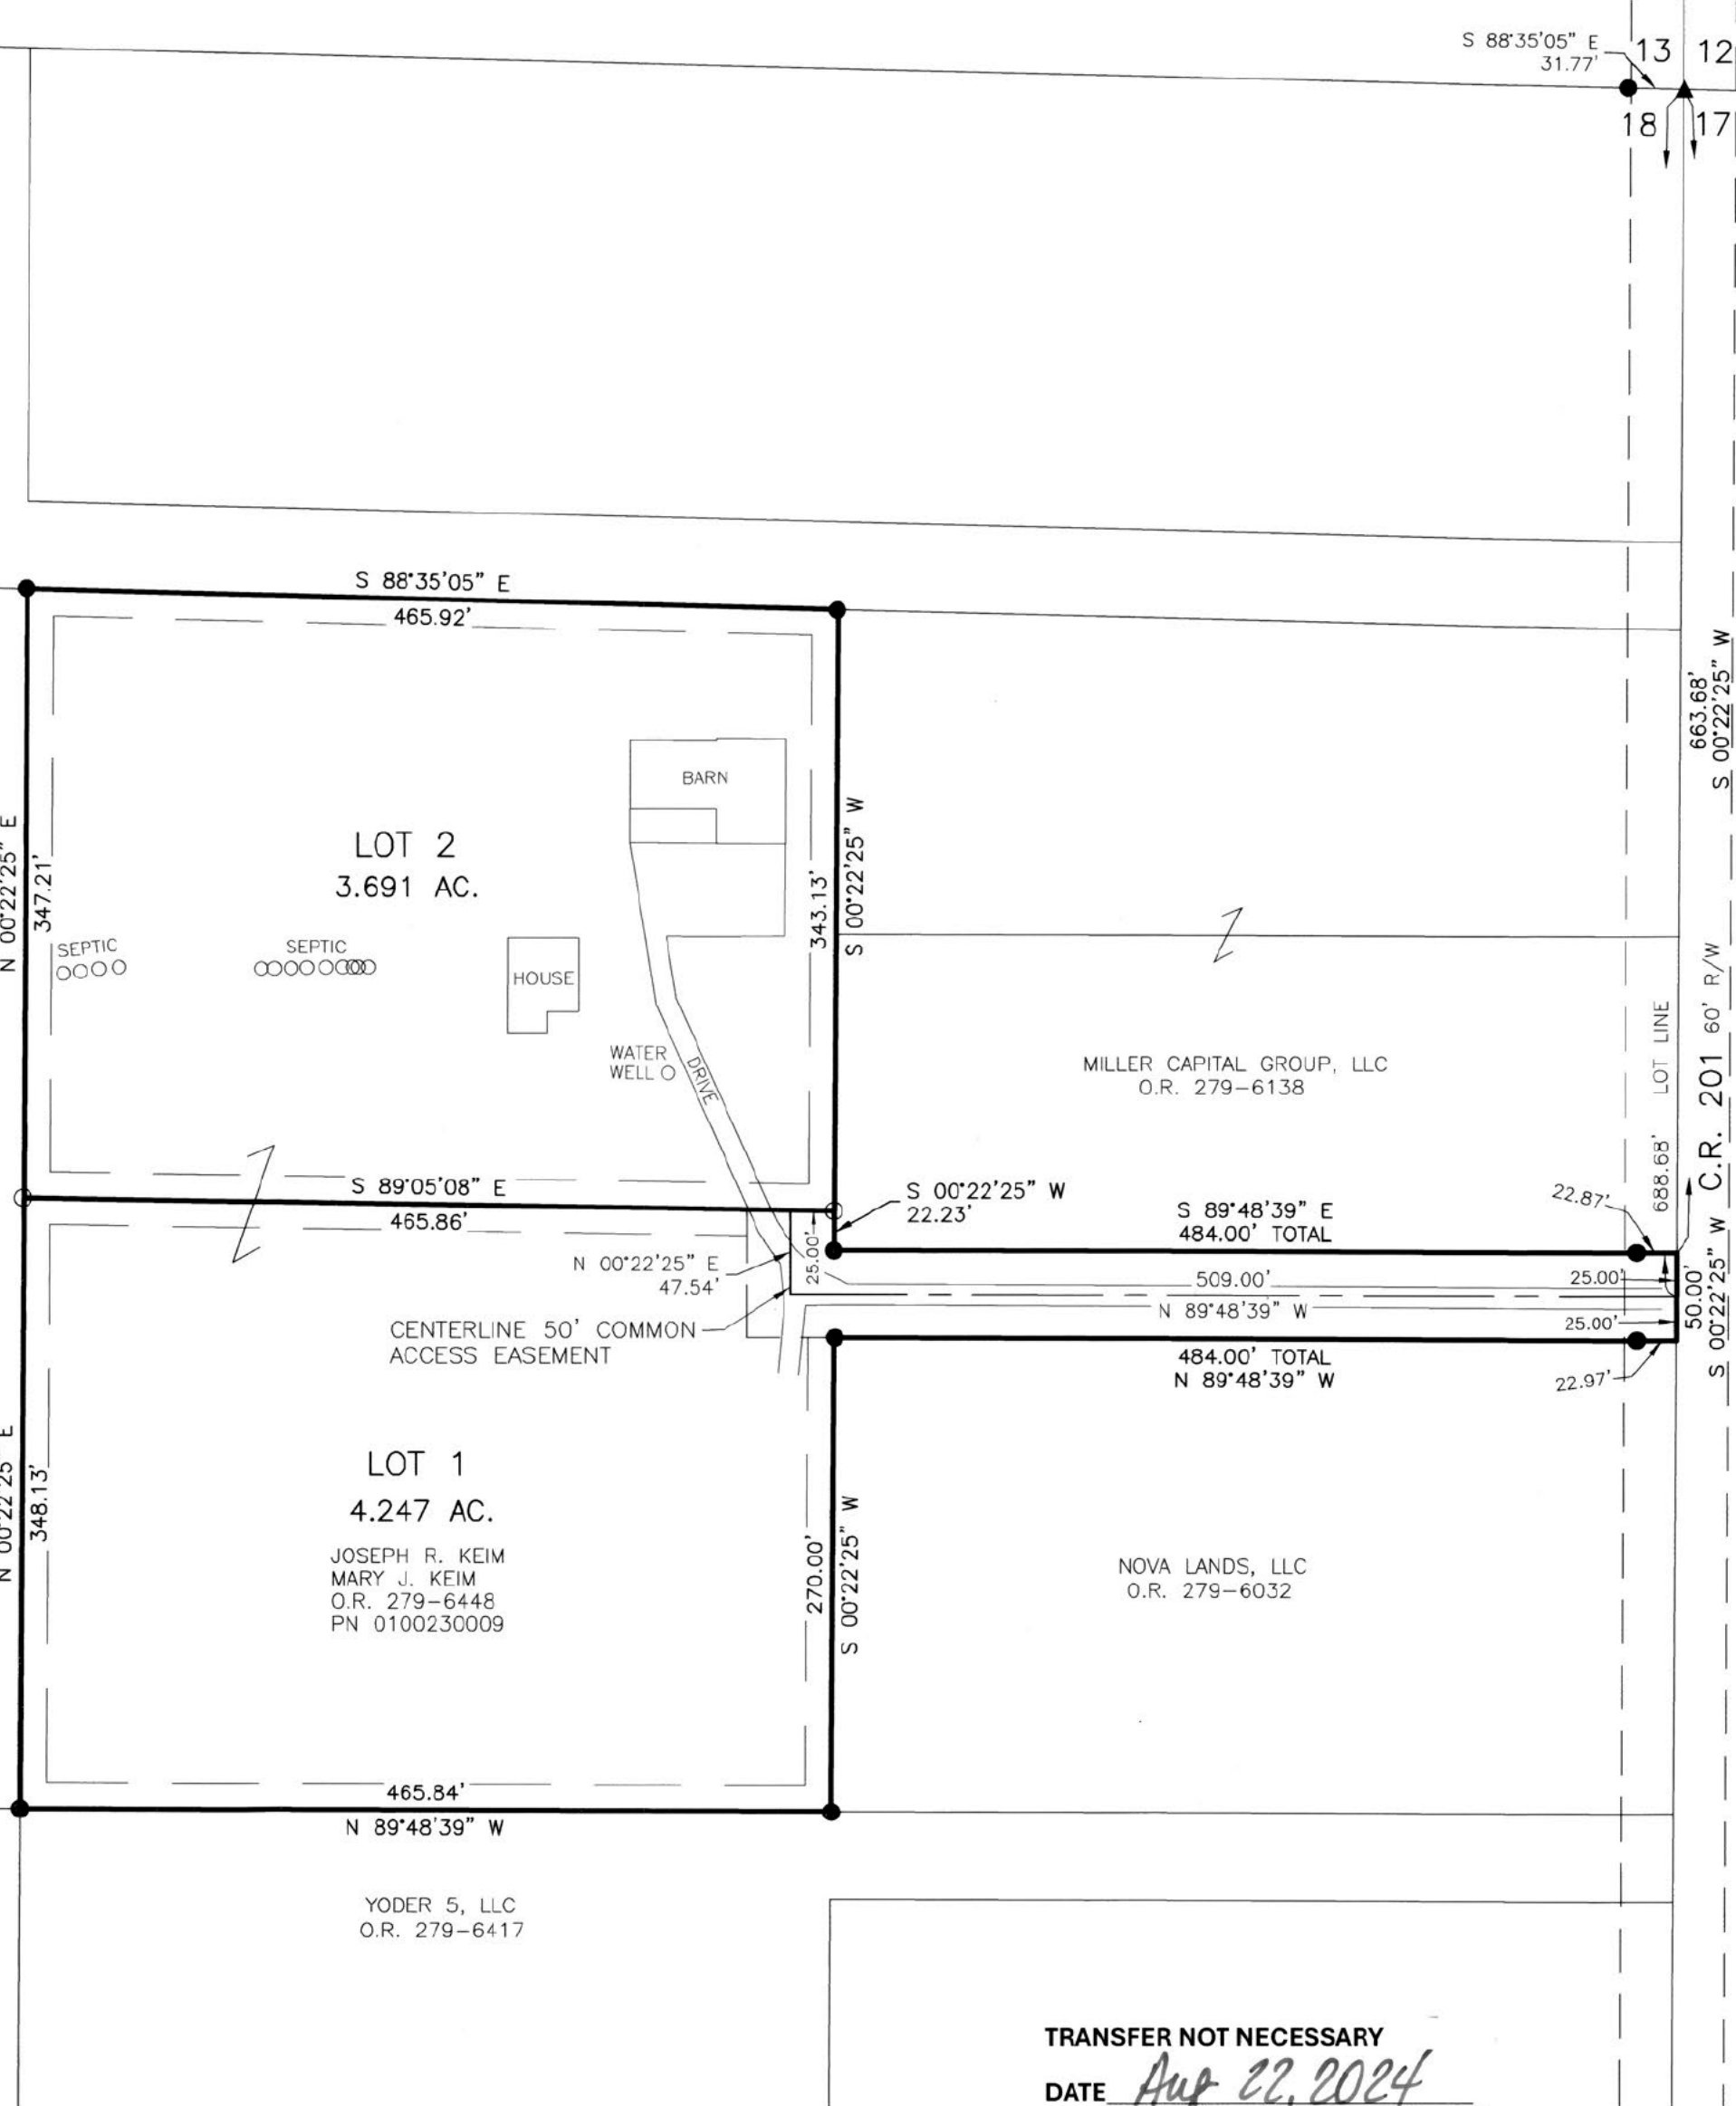 S 88°35'05" E
31.77'
13 12
18 17
S 88°35'05" E
465.92'
663.68'
S 00°22'25" W
BARN
LOT 2
3.691 AC.
N 00°22'25" E
347.21'
343.13'
S 00°22'25" W
SEPTIC
SEPTIC
HOUSE
WATER
WELL
DRIVE
MILLER CAPITAL GROUP, LLC
O.R. 279-6138
688.68' LOT LINE
C.R. 201 60' R/W
S 89°05'08" E
465.86'
S 00°22'25" W
22.23'
S 89°48'39" E
484.00' TOTAL
22.87'
N 00°22'25" E
47.54'
25.00'
509.00'
N 89°48'39" W
25.00'
25.00'
50.00'
S 00°22'25" W
CENTERLINE 50' COMMON
ACCESS EASEMENT
484.00' TOTAL
N 89°48'39" W
22.97'
LOT 1
4.247 AC.
JOSEPH R. KEIM
MARY J. KEIM
O.R. 279-6448
PN 0100230009
N 00°22'25" E
348.13'
270.00'
S 00°22'25" W
NOVA LANDS, LLC
O.R. 279-6032
465.84'
N 89°48'39" W
YODER 5, LLC
O.R. 279-6417
TRANSFER NOT NECESSARY
DATE Aug 22, 2024